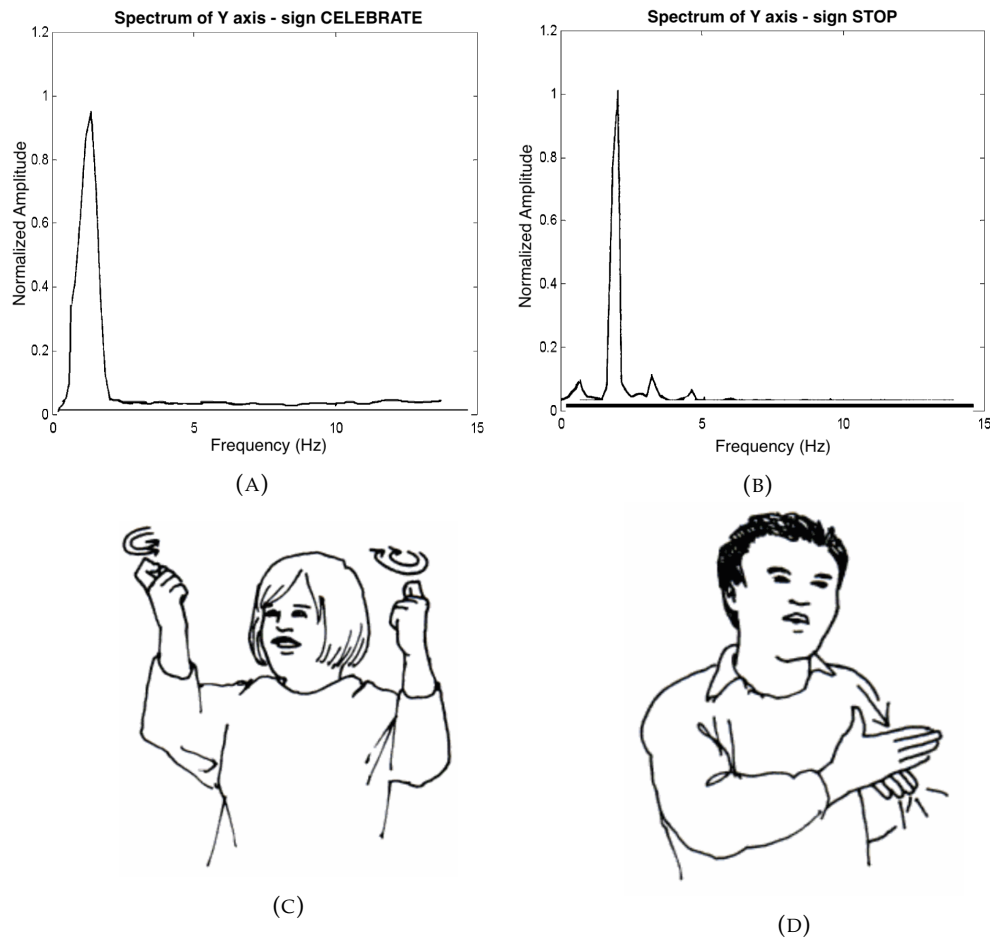 Spectrum of Y axis - sign CELEBRATE
1.2
1
0.8
0.6
0.4
0.2
0
Normalized Amplitude
0 5 10 15
Frequency (Hz)
(A)
Spectrum of Y axis - sign STOP
1.2
1
0.8
0.6
0.4
0.2
0
Normalized Amplitude
0 5 10 15
Frequency (Hz)
(B)
(C)
(D)